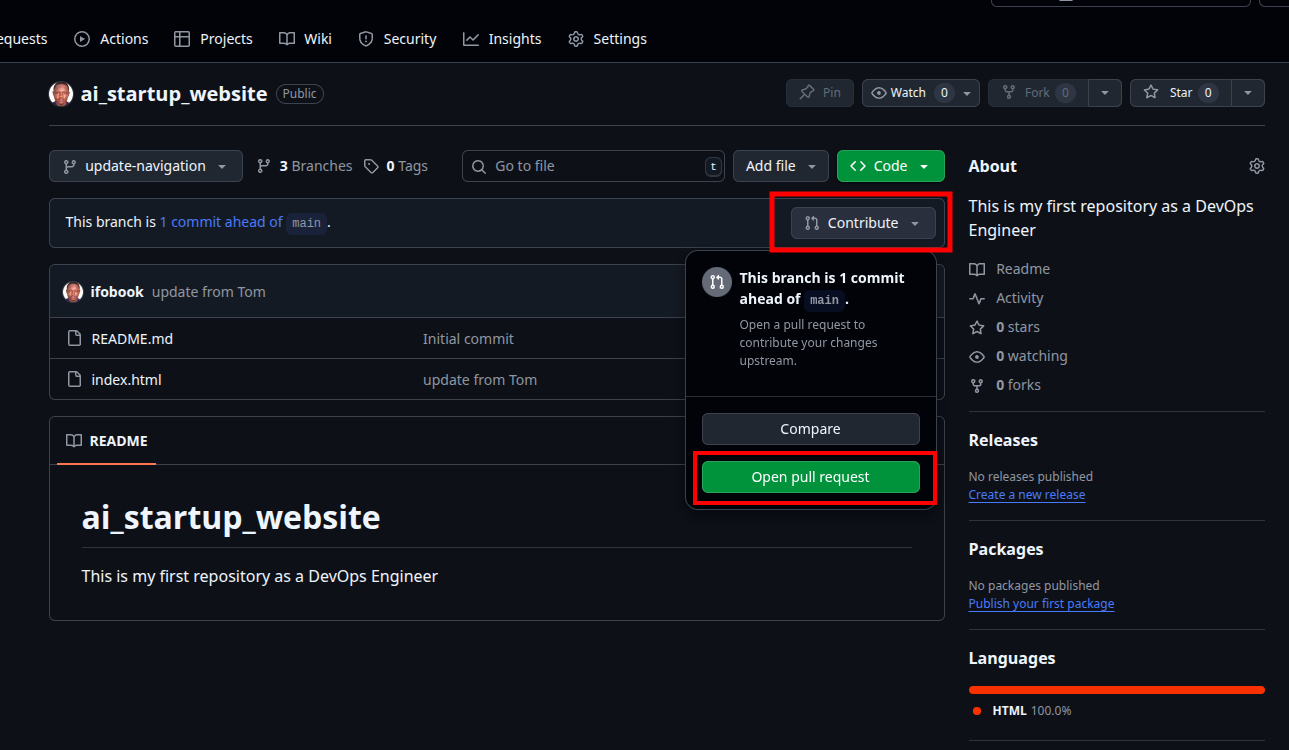 equests Actions Projects Wiki Security Insights Settings
ai_startup_website Public Pin Watch 0 Fork 0 Star 0
update-navigation 3 Branches 0 Tags Go to file t Add file Code
This branch is 1 commit ahead of main .
Contribute
This branch is 1 commit
ahead of main .
Open a pull request to
contribute your changes
upstream.
Compare
Open pull request
ifobook update from Tom
README.md Initial commit
index.html update from Tom
README
ai_startup_website
This is my first repository as a DevOps Engineer
About
This is my first repository as a DevOps
Engineer
Readme
Activity
0 stars
0 watching
0 forks
Releases
No releases published
Create a new release
Packages
No packages published
Publish your first package
Languages
HTML 100.0%